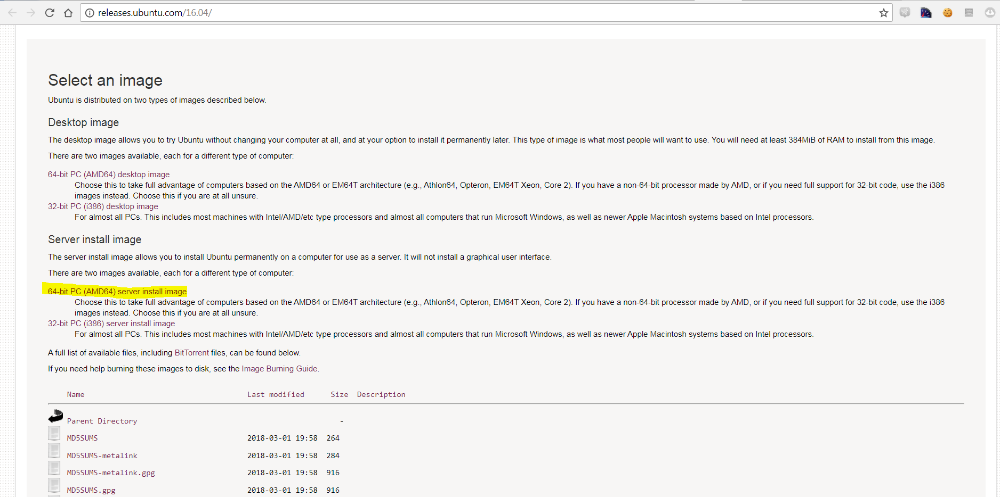 releases.ubuntu.com/16.04/
Select an image
Ubuntu is distributed on two types of images described below.
Desktop image
The desktop image allows you to try Ubuntu without changing your computer at all, and at your option to install it permanently later. This type of image is what most people will want to use. You will need at least 384MiB of RAM to install from this image.
There are two images available, each for a different type of computer:
64-bit PC (AMD64) desktop image
Choose this to take full advantage of computers based on the AMD64 or EM64T architecture (e.g., Athlon64, Opteron, EM64T Xeon, Core 2). If you have a non-64-bit processor made by AMD, or if you need full support for 32-bit code, use the i386
images instead. Choose this if you are at all unsure.
32-bit PC (i386) desktop image
For almost all PCs. This includes most machines with Intel/AMD/etc type processors and almost all computers that run Microsoft Windows, as well as newer Apple Macintosh systems based on Intel processors.
Server install image
The server install image allows you to install Ubuntu permanently on a computer for use as a server. It will not install a graphical user interface.
There are two images available, each for a different type of computer:
64-bit PC (AMD64) server install image
Choose this to take full advantage of computers based on the AMD64 or EM64T architecture (e.g., Athlon64, Opteron, EM64T Xeon, Core 2). If you have a non-64-bit processor made by AMD, or if you need full support for 32-bit code, use the i386
images instead. Choose this if you are at all unsure.
32-bit PC (i386) server install image
For almost all PCs. This includes most machines with Intel/AMD/etc type processors and almost all computers that run Microsoft Windows, as well as newer Apple Macintosh systems based on Intel processors.
A full list of available files, including BitTorrent files, can be found below.
If you need help burning these images to disk, see the Image Burning Guide.
Name Last modified Size Description
Parent Directory -
MD5SUMS 2018-03-01 19:58 264
MD5SUMS-metalink 2018-03-01 19:58 284
MD5SUMS-metalink.gpg 2018-03-01 19:58 916
MD5SUMS.gpg 2018-03-01 19:58 916